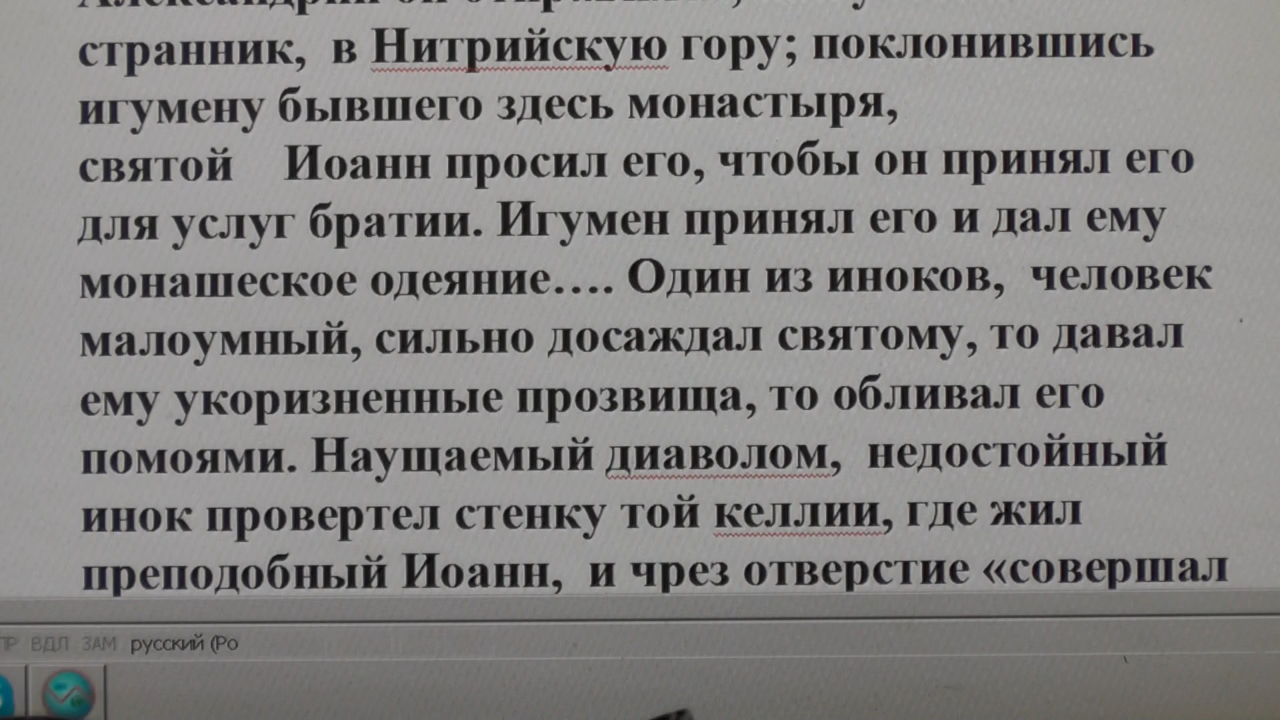 странник, в Нитрийскую гору; поклонившись
игумену бывшего здесь монастыря,
святой Иоанн просил его, чтобы он принял его
для услуг братии. Игумен принял его и дал ему
монашеское одеяние…. Один из иноков, человек
малоумный, сильно досаждал святому, то давал
ему укоризненные прозвища, то обливал его
помоями. Наущаемый диаволом, недостойный
инок провертел стенку той келлии, где жил
преподобный Иоанн, и чрез отверстие «совершал
ВДЛ ЗАМ русский (Ро